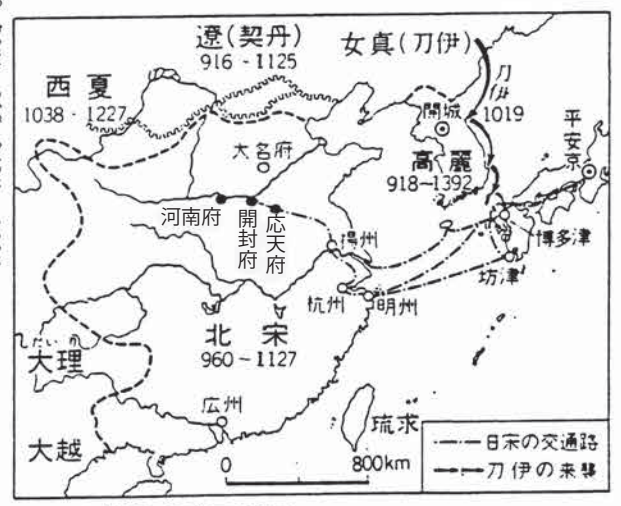 遼(契丹)
916 - 1125
女真(刀伊)
西夏
1038・1227
刀伊
1019
開城
平安京
大名府
高麗
918~1392
河南府
開封府
応天府
揚州
博多津
坊津
杭州
明州
北宋
960~1127
だいり
大理
広州
大越
琉求
0
800km
日宋の交通路
刀伊の来襲